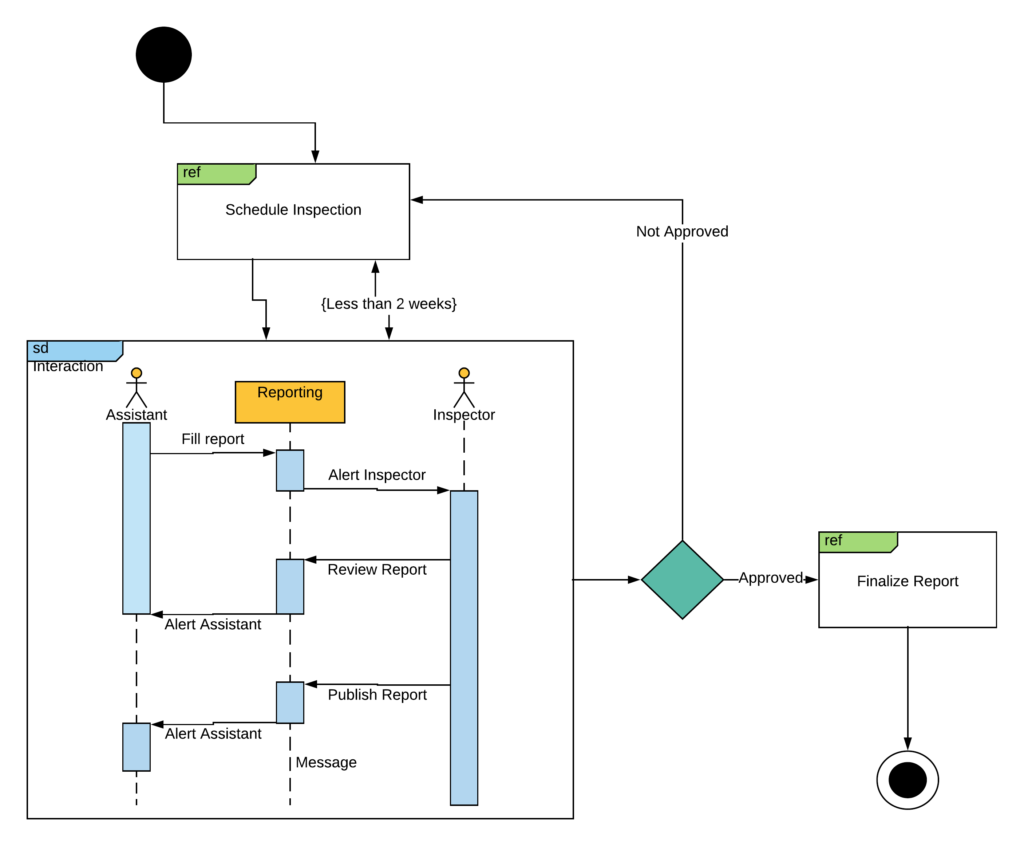 ref
Schedule Inspection
Not Approved
{Less than 2 weeks}
sd
Interaction
Assistant
Reporting
Inspector
Fill report
Alert Inspector
Review Report
Alert Assistant
Publish Report
Alert Assistant
Message
Approved
ref
Finalize Report